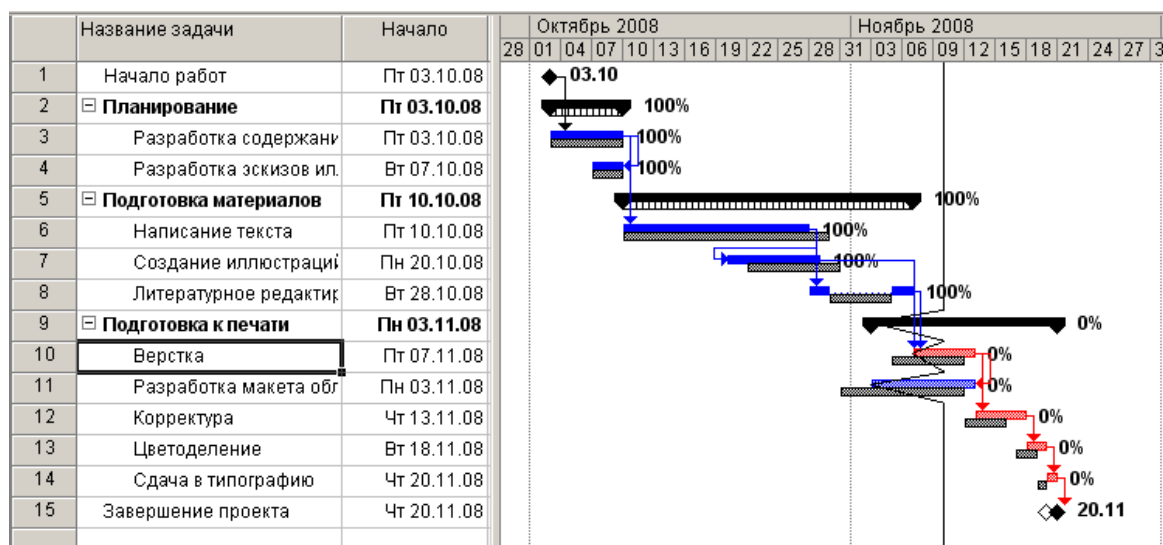 Название задачи Начало Октябрь 2008 Ноябрь 2008
28 01 04 07 10 13 16 19 22 25 28 31 03 06 09 12 15 18 21 24 27 3
1 Начало работ Пт 03.10.08 03.10
2 Планирование Пт 03.10.08 100%
3 Разработка содержани Пт 03.10.08 100%
4 Разработка эскизов ил. Вт 07.10.08 100%
5 Подготовка материалов Пт 10.10.08 100%
6 Написание текста Пт 10.10.08 100%
7 Создание иллюстраций Пн 20.10.08 100%
8 Литературное редактир Вт 28.10.08 100%
9 Подготовка к печати Пн 03.11.08 0%
10 Верстка Пт 07.11.08 0%
11 Разработка макета обл Пн 03.11.08 0%
12 Корректура Чт 13.11.08 0%
13 Цветоделение Вт 18.11.08 0%
14 Сдача в типографию Чт 20.11.08 0%
15 Завершение проекта Чт 20.11.08 20.11